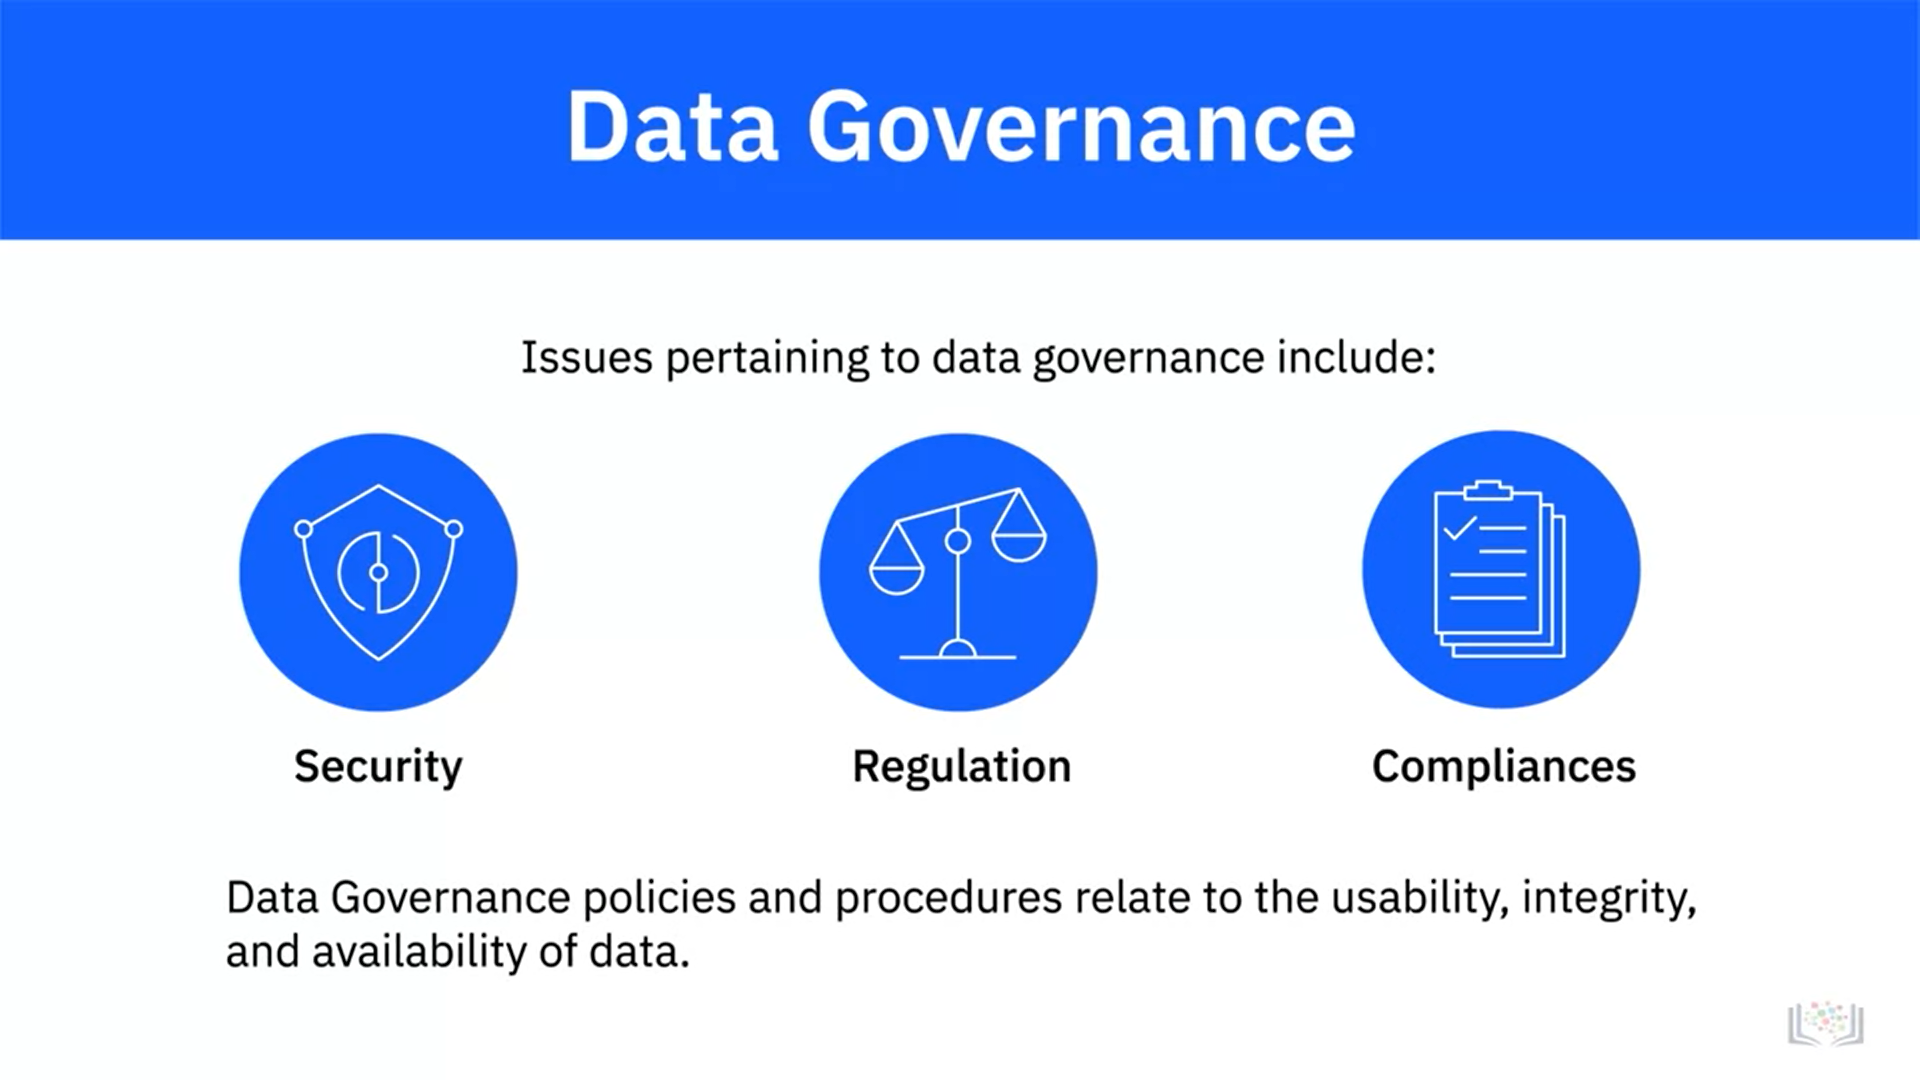 Data Governance
Issues pertaining to data governance include:
Security
Regulation
Compliances
Data Governance policies and procedures relate to the usability, integrity,
and availability of data.